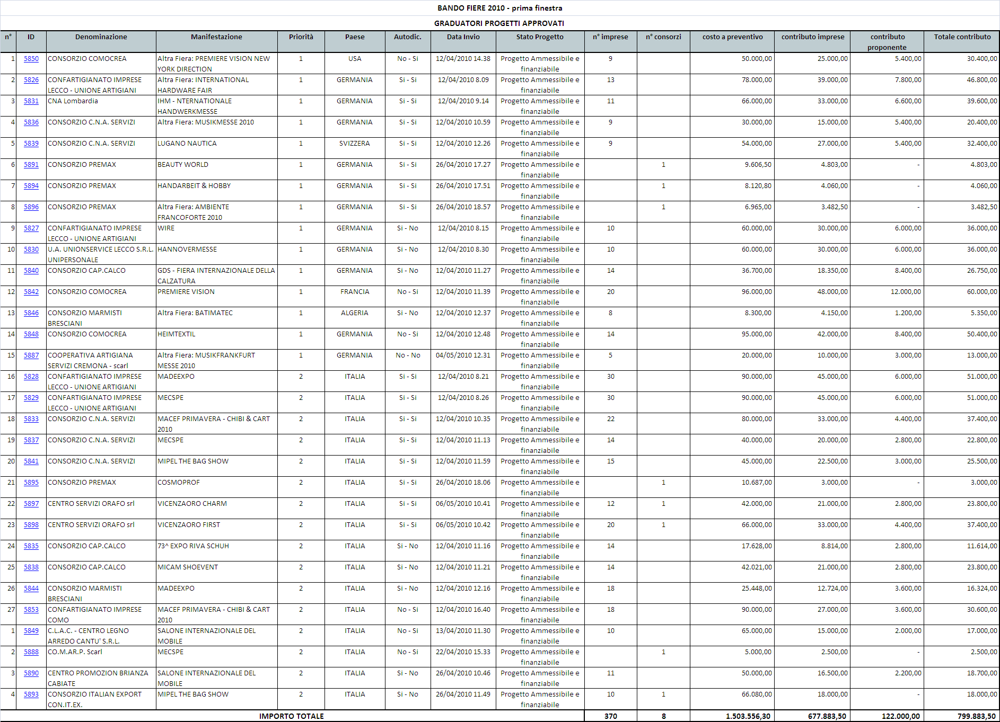 BANDO FIERE 2010 - prima finestra
GRADUATORI PROGETTI APPROVATI
n° ID Denominazione Manifestazione Priorità Paese Autodic. Data Invio Stato Progetto n° imprese n° consorzi costo a preventivo contributo imprese contributo Totale contributo
proponente
1 5850 CONSORZIO COMOCREA Altra Fiera: PREMIERE VISION NEW 1 USA No - Si 12/04/2010 14.38 Progetto Ammessibile e 9 50.000,00 25.000,00 5.400,00 30.400,00
YORK DIRECTION finanziabile
2 5826 CONFARTIGIANATO IMPRESE Altra Fiera: INTERNATIONAL 1 GERMANIA Si - Si 12/04/2010 8.09 Progetto Ammessibile e 13 78.000,00 39.000,00 7.800,00 46.800,00
LECCO - UNIONE ARTIGIANI HARDWARE FAIR finanziabile
3 5831 CNA Lombardia IHM - NTERNATIONALE 1 GERMANIA Si - Si 12/04/2010 9.14 Progetto Ammessibile e 11 66.000,00 33.000,00 6.600,00 39.600,00
HANDWERKMESSE finanziabile
4 5836 CONSORZIO C.N.A. SERVIZI Altra Fiera: MUSIKMESSE 2010 1 GERMANIA Si - Si 12/04/2010 10.59 Progetto Ammessibile e 9 30.000,00 15.000,00 5.400,00 20.400,00
finanziabile
5 5839 CONSORZIO C.N.A. SERVIZI LUGANO NAUTICA 1 SVIZZERA Si - Si 12/04/2010 12.26 Progetto Ammessibile e 9 54.000,00 27.000,00 5.400,00 32.400,00
finanziabile
6 5891 CONSORZIO PREMAX BEAUTY WORLD 1 GERMANIA Si - Si 26/04/2010 17.27 Progetto Ammessibile e 1 9.606,50 4.803,00 - 4.803,00
finanziabile
7 5894 CONSORZIO PREMAX HANDARBEIT & HOBBY 1 GERMANIA Si - Si 26/04/2010 17.51 Progetto Ammessibile e 1 8.120,80 4.060,00 - 4.060,00
finanziabile
8 5896 CONSORZIO PREMAX Altra Fiera: AMBIENTE 1 GERMANIA Si - Si 26/04/2010 18.57 Progetto Ammessibile e 1 6.965,00 3.482,50 - 3.482,50
FRANCOFORTE 2010 finanziabile
9 5827 CONFARTIGIANATO IMPRESE WIRE 1 GERMANIA Si - No 12/04/2010 8.15 Progetto Ammessibile e 10 60.000,00 30.000,00 6.000,00 36.000,00
LECCO - UNIONE ARTIGIANI finanziabile
10 5830 U.A. UNIONSERVICE LECCO S.R.L. HANNOVERMESSE 1 GERMANIA Si - No 12/04/2010 8.30 Progetto Ammessibile e 10 60.000,00 30.000,00 6.000,00 36.000,00
UNIPERSONALE finanziabile
11 5840 CONSORZIO CAP.CALCO GDS - FIERA INTERNAZIONALE DELLA 1 GERMANIA Si - No 12/04/2010 11.27 Progetto Ammessibile e 14 36.700,00 18.350,00 8.400,00 26.750,00
CALZATURA finanziabile
12 5842 CONSORZIO COMOCREA PREMIERE VISION 1 FRANCIA No - Si 12/04/2010 11.39 Progetto Ammessibile e 20 96.000,00 48.000,00 12.000,00 60.000,00
finanziabile
13 5846 CONSORZIO MARMISTI Altra Fiera: BATIMATEC 1 ALGERIA Si - No 12/04/2010 12.37 Progetto Ammessibile e 8 8.300,00 4.150,00 1.200,00 5.350,00
BRESCIANI finanziabile
14 5848 CONSORZIO COMOCREA HEIMTEXTIL 1 GERMANIA No - Si 12/04/2010 12.48 Progetto Ammessibile e 14 95.000,00 42.000,00 8.400,00 50.400,00
finanziabile
15 5887 COOPERATIVA ARTIGIANA Altra Fiera: MUSIKFRANKFURT 1 GERMANIA No - No 04/05/2010 12.31 Progetto Ammessibile e 5 20.000,00 10.000,00 3.000,00 13.000,00
SERVIZI CREMONA - scarl MESSE 2010 finanziabile
16 5828 CONFARTIGIANATO IMPRESE MADEEXPO 2 ITALIA Si - Si 12/04/2010 8.21 Progetto Ammessibile e 30 90.000,00 45.000,00 6.000,00 51.000,00
LECCO - UNIONE ARTIGIANI finanziabile
17 5829 CONFARTIGIANATO IMPRESE MECSPE 2 ITALIA Si - Si 12/04/2010 8.26 Progetto Ammessibile e 30 90.000,00 45.000,00 6.000,00 51.000,00
LECCO - UNIONE ARTIGIANI finanziabile
18 5833 CONSORZIO C.N.A. SERVIZI MACEF PRIMAVERA - CHIBI & CART 2 ITALIA Si - Si 12/04/2010 10.35 Progetto Ammessibile e 22 80.000,00 33.000,00 4.400,00 37.400,00
2010 finanziabile
19 5837 CONSORZIO C.N.A. SERVIZI MECSPE 2 ITALIA Si - Si 12/04/2010 11.13 Progetto Ammessibile e 14 40.000,00 20.000,00 2.800,00 22.800,00
finanziabile
20 5841 CONSORZIO C.N.A. SERVIZI MIPEL THE BAG SHOW 2 ITALIA Si - Si 12/04/2010 11.59 Progetto Ammessibile e 15 45.000,00 22.500,00 3.000,00 25.500,00
finanziabile
21 5895 CONSORZIO PREMAX COSMOPROF 2 ITALIA Si - Si 26/04/2010 18.06 Progetto Ammessibile e 1 10.687,00 3.000,00 - 3.000,00
finanziabile
22 5897 CENTRO SERVIZI ORAFO srl VICENZAORO CHARM 2 ITALIA Si - Si 06/05/2010 10.41 Progetto Ammessibile e 12 1 42.000,00 21.000,00 2.800,00 23.800,00
finanziabile
23 5898 CENTRO SERVIZI ORAFO srl VICENZAORO FIRST 2 ITALIA Si - Si 06/05/2010 10.42 Progetto Ammessibile e 20 1 66.000,00 33.000,00 4.400,00 37.400,00
finanziabile
24 5835 CONSORZIO CAP.CALCO 73^ EXPO RIVA SCHUH 2 ITALIA Si - No 12/04/2010 11.16 Progetto Ammessibile e 14 17.628,00 8.814,00 2.800,00 11.614,00
finanziabile
25 5838 CONSORZIO CAP.CALCO MICAM SHOEVENT 2 ITALIA Si - No 12/04/2010 11.21 Progetto Ammessibile e 14 42.021,00 21.000,00 2.800,00 23.800,00
finanziabile
26 5844 CONSORZIO MARMISTI MADEEXPO 2 ITALIA Si - No 12/04/2010 12.16 Progetto Ammessibile e 18 25.448,00 12.724,00 3.600,00 16.324,00
BRESCIANI finanziabile
27 5853 CONFARTIGIANATO IMPRESE MACEF PRIMAVERA - CHIBI & CART 2 ITALIA No - Si 12/04/2010 16.40 Progetto Ammessibile e 18 90.000,00 27.000,00 3.600,00 30.600,00
COMO 2010 finanziabile
1 5849 C.L.A.C. - CENTRO LEGNO SALONE INTERNAZIONALE DEL 2 ITALIA No - Si 13/04/2010 11.30 Progetto Ammessibile e 10 65.000,00 15.000,00 2.000,00 17.000,00
ARREDO CANTU' S.R.L. MOBILE finanziabile
2 5888 CO.M.AR.P. Scarl MECSPE 2 ITALIA No - Si 22/04/2010 15.33 Progetto Ammessibile e 1 5.000,00 2.500,00 - 2.500,00
finanziabile
3 5890 CENTRO PROMOZION BRIANZA SALONE INTERNAZIONALE DEL 2 ITALIA Si - No 26/04/2010 10.46 Progetto Ammessibile e 11 50.000,00 16.500,00 2.200,00 18.700,00
CABIATE MOBILE finanziabile
4 5893 CONSORZIO ITALIAN EXPORT MIPEL THE BAG SHOW 2 ITALIA Si - No 26/04/2010 11.49 Progetto Ammessibile e 10 1 66.080,00 18.000,00 - 18.000,00
CON.IT.EX. finanziabile
IMPORTO TOTALE 370 8 1.503.556,30 677.883,50 122.000,00 799.883,50